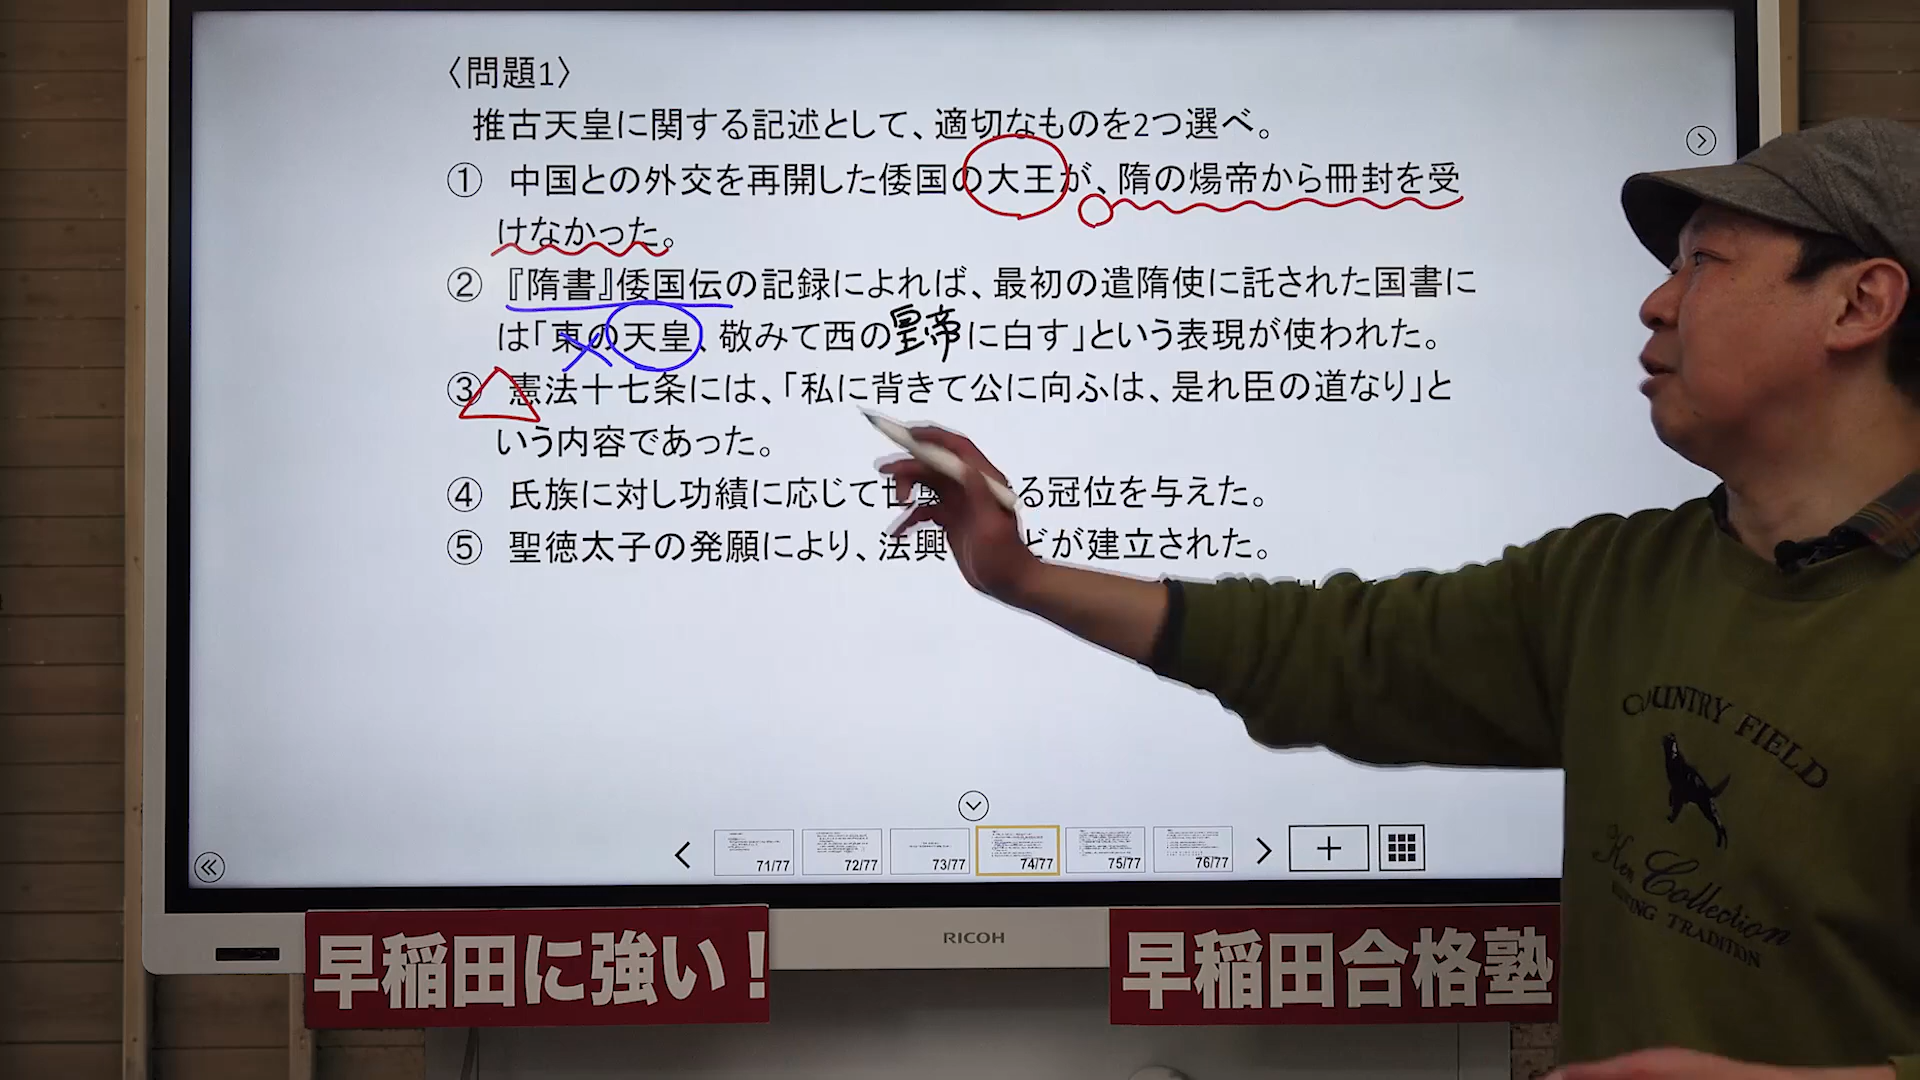 〈問題1〉
推古天皇に関する記述として、適切なものを2つ選べ。
① 中国との外交を再開した倭国の大王が、隋の煬帝から冊封を受
けなかった。
② 『隋書』倭国伝の記録によれば、最初の遣隋使に託された国書に
は「東の天皇、敬みて西の皇帝に白す」という表現が使われた。
③ 憲法十七条には、「私に背きて公に向ふは、是れ臣の道なり」と
いう内容であった。
④ 氏族に対し功績に応じて る冠位を与えた。
⑤ 聖徳太子の発願により、法興 どが建立された。
71/77 72/77 73/77 74/77 75/77 76/77
RICOH
早稲田に強い!
早稲田合格塾
COUNTRY FIELD
Collection
TRADITION